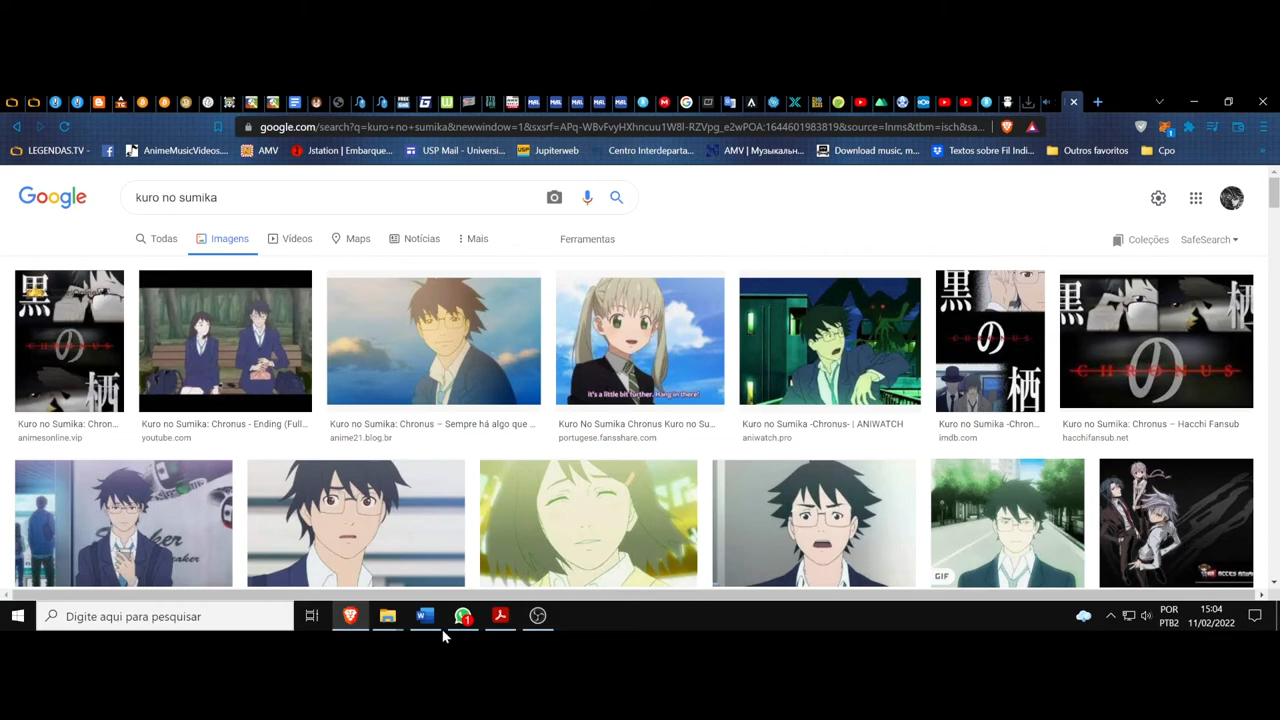 google.com/search?q=kuro+no+sumika&newwindow=1&sxsrf=APq-WBvFvyHXhncuu1W8I-RZVpg_e2wPOA:1644601983819&source=lnms&tbm=isch&sa...
LEGENDAS.TV -
AnimeMusicVideos...
AMV
Jstation | Embarque...
USP Mail - Universi...
Jupiterweb
Centro Interdeparta...
AMV | Музыкальн...
Download music, m...
Textos sobre Fil Indi...
Outros favoritos
Cpo
Google
kuro no sumika
Todas
Imagens
Vídeos
Maps
Notícias
Mais
Ferramentas
Coleções
SafeSearch
黒
の
CHRONUS
栖
It's a little bit further. Hang in there!
黒
の
CHRONUS
栖
黒
の
CHRONUS
栖
Kuro no Sumika: Chron...
animesonline.vip
Kuro no Sumika: Chronus - Ending (Full...
youtube.com
Kuro no Sumika: Chronus – Sempre há algo que ...
anime21.blog.br
Kuro No Sumika Chronus Kuro no Su...
portugese.fansshare.com
Kuro no Sumika -Chronus- | ANIWATCH
aniwatch.pro
Kuro no Sumika -Chron...
imdb.com
Kuro no Sumika: Chronus – Hacchi Fansub
hacchifansub.net
GIF
Digite aqui para pesquisar
1
POR
PTB2
15:04
11/02/2022